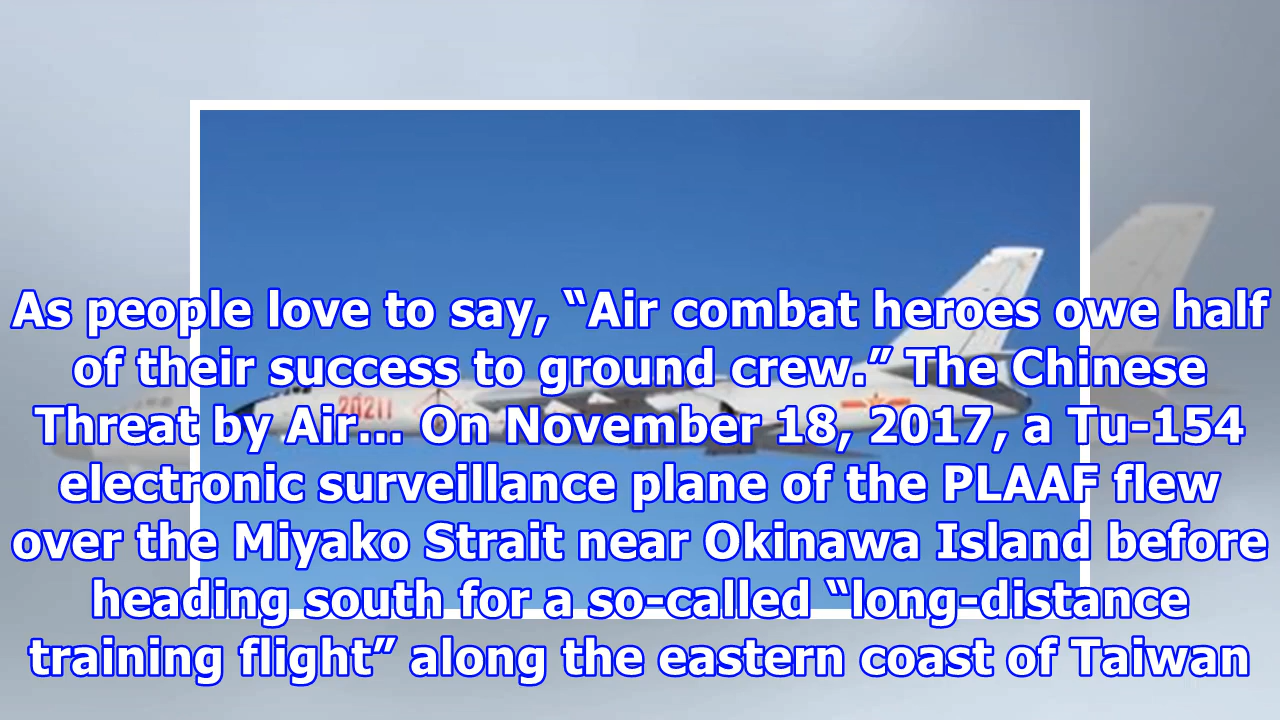 As people love to say, “Air combat heroes owe half
of their success to ground crew.” The Chinese
Threat by Air... On November 18, 2017, a Tu-154
electronic surveillance plane of the PLAAF flew
over the Miyako Strait near Okinawa Island before
heading south for a so-called “long-distance
training flight” along the eastern coast of Taiwan
20211